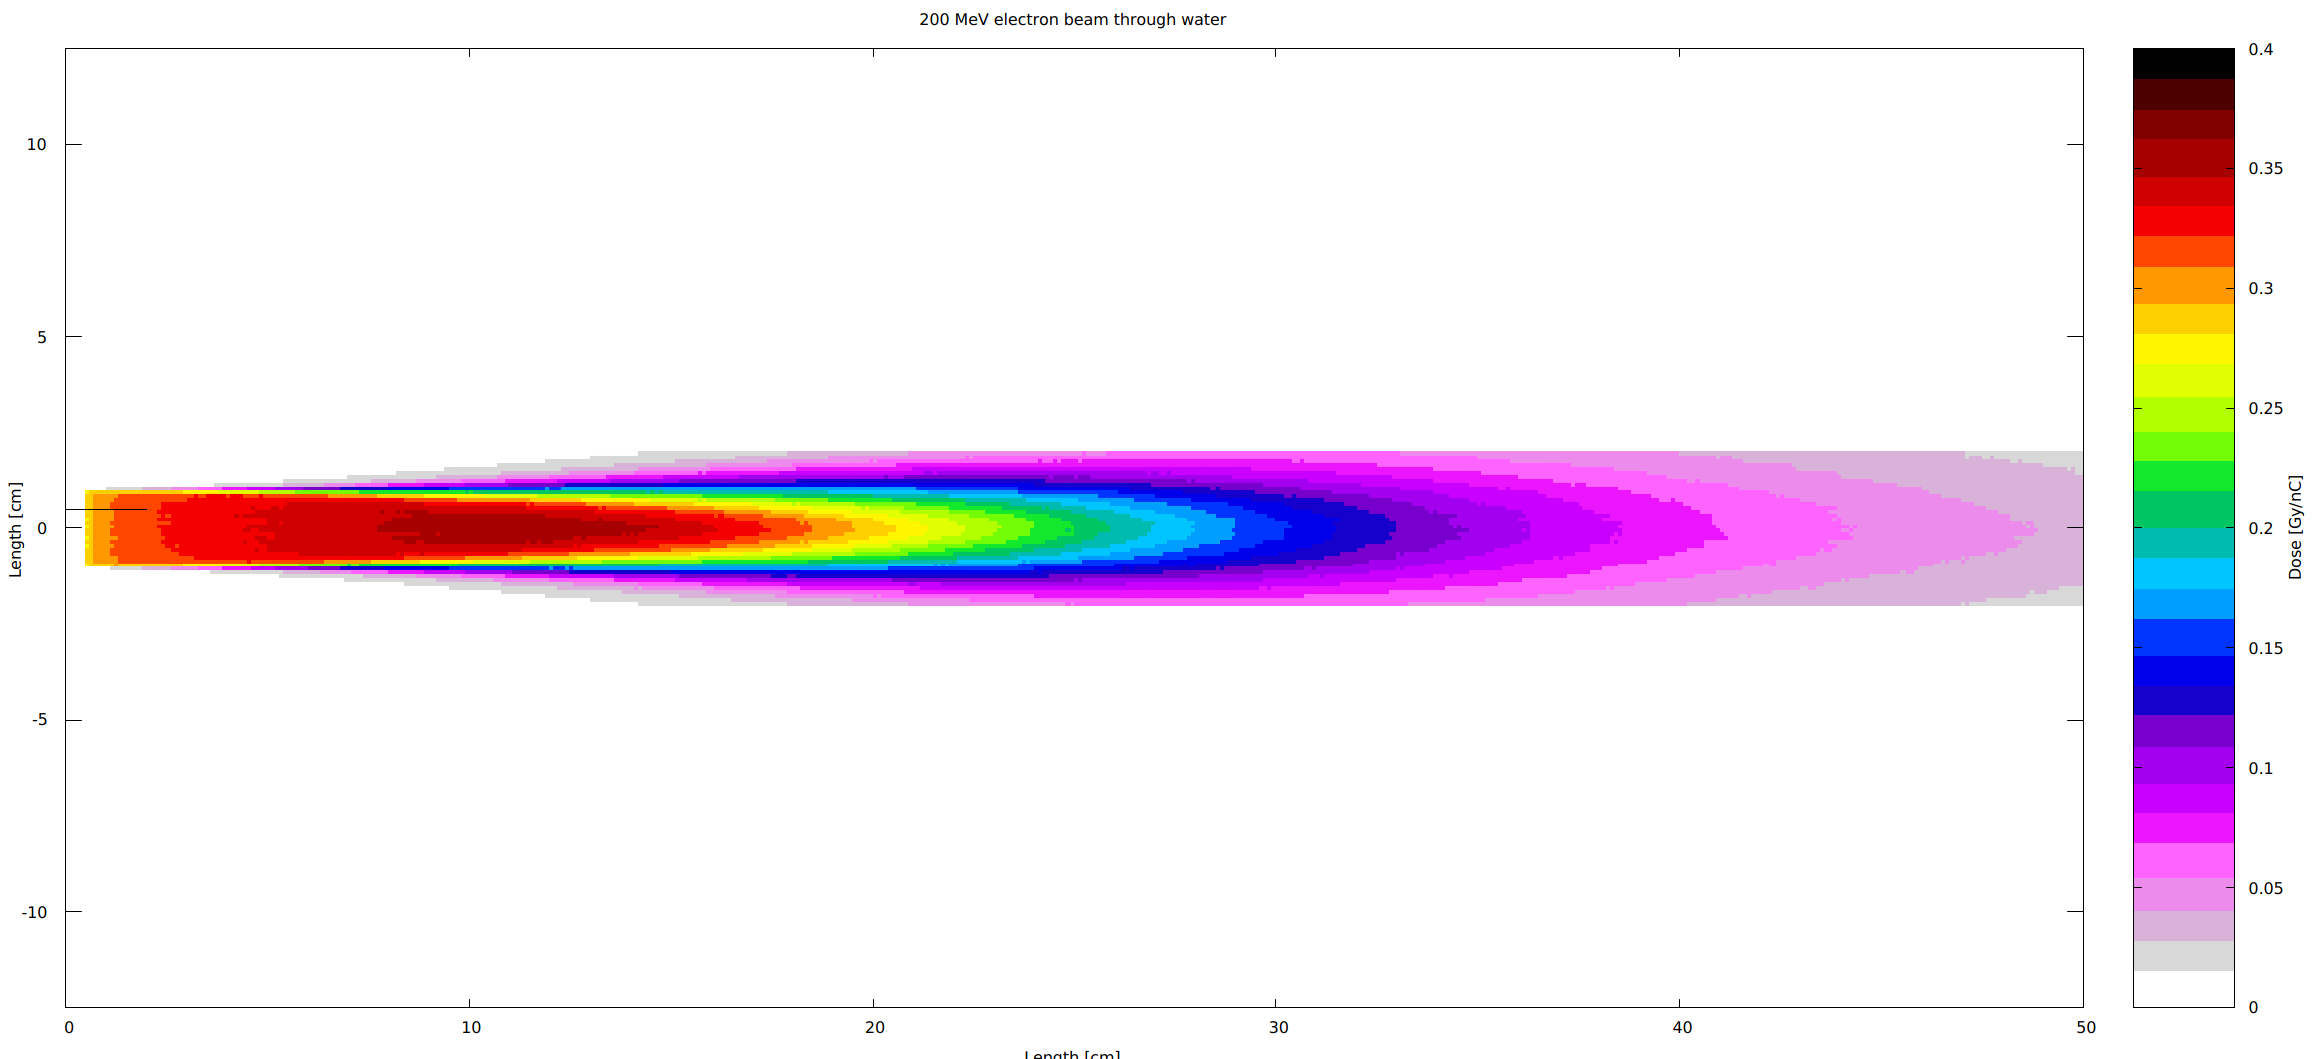 200 MeV electron beam through water
10
5
0
-5
-10
Length [cm]
0 10 20 30 40 50
Length [cm]
0.4
0.35
0.3
0.25
0.2
0.15
0.1
0.05
0
Dose [Gy/nC]